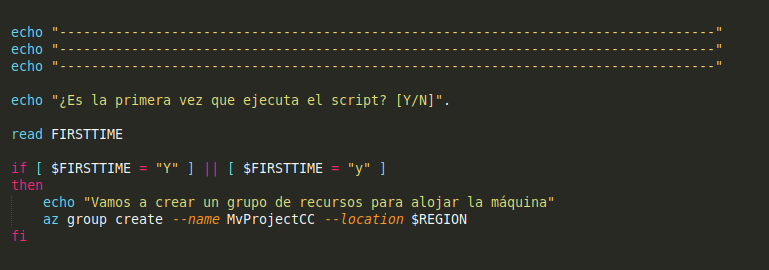 echo "----------------------------------------------------------------------------------"
echo "----------------------------------------------------------------------------------"
echo "----------------------------------------------------------------------------------"
echo "¿Es la primera vez que ejecuta el script? [Y/N]".
read FIRSTTIME
if [ $FIRSTTIME = "Y" ] || [ $FIRSTTIME = "y" ]
then
    echo "Vamos a crear un grupo de recursos para alojar la máquina"
    az group create --name MvProjectCC --location $REGION
fi